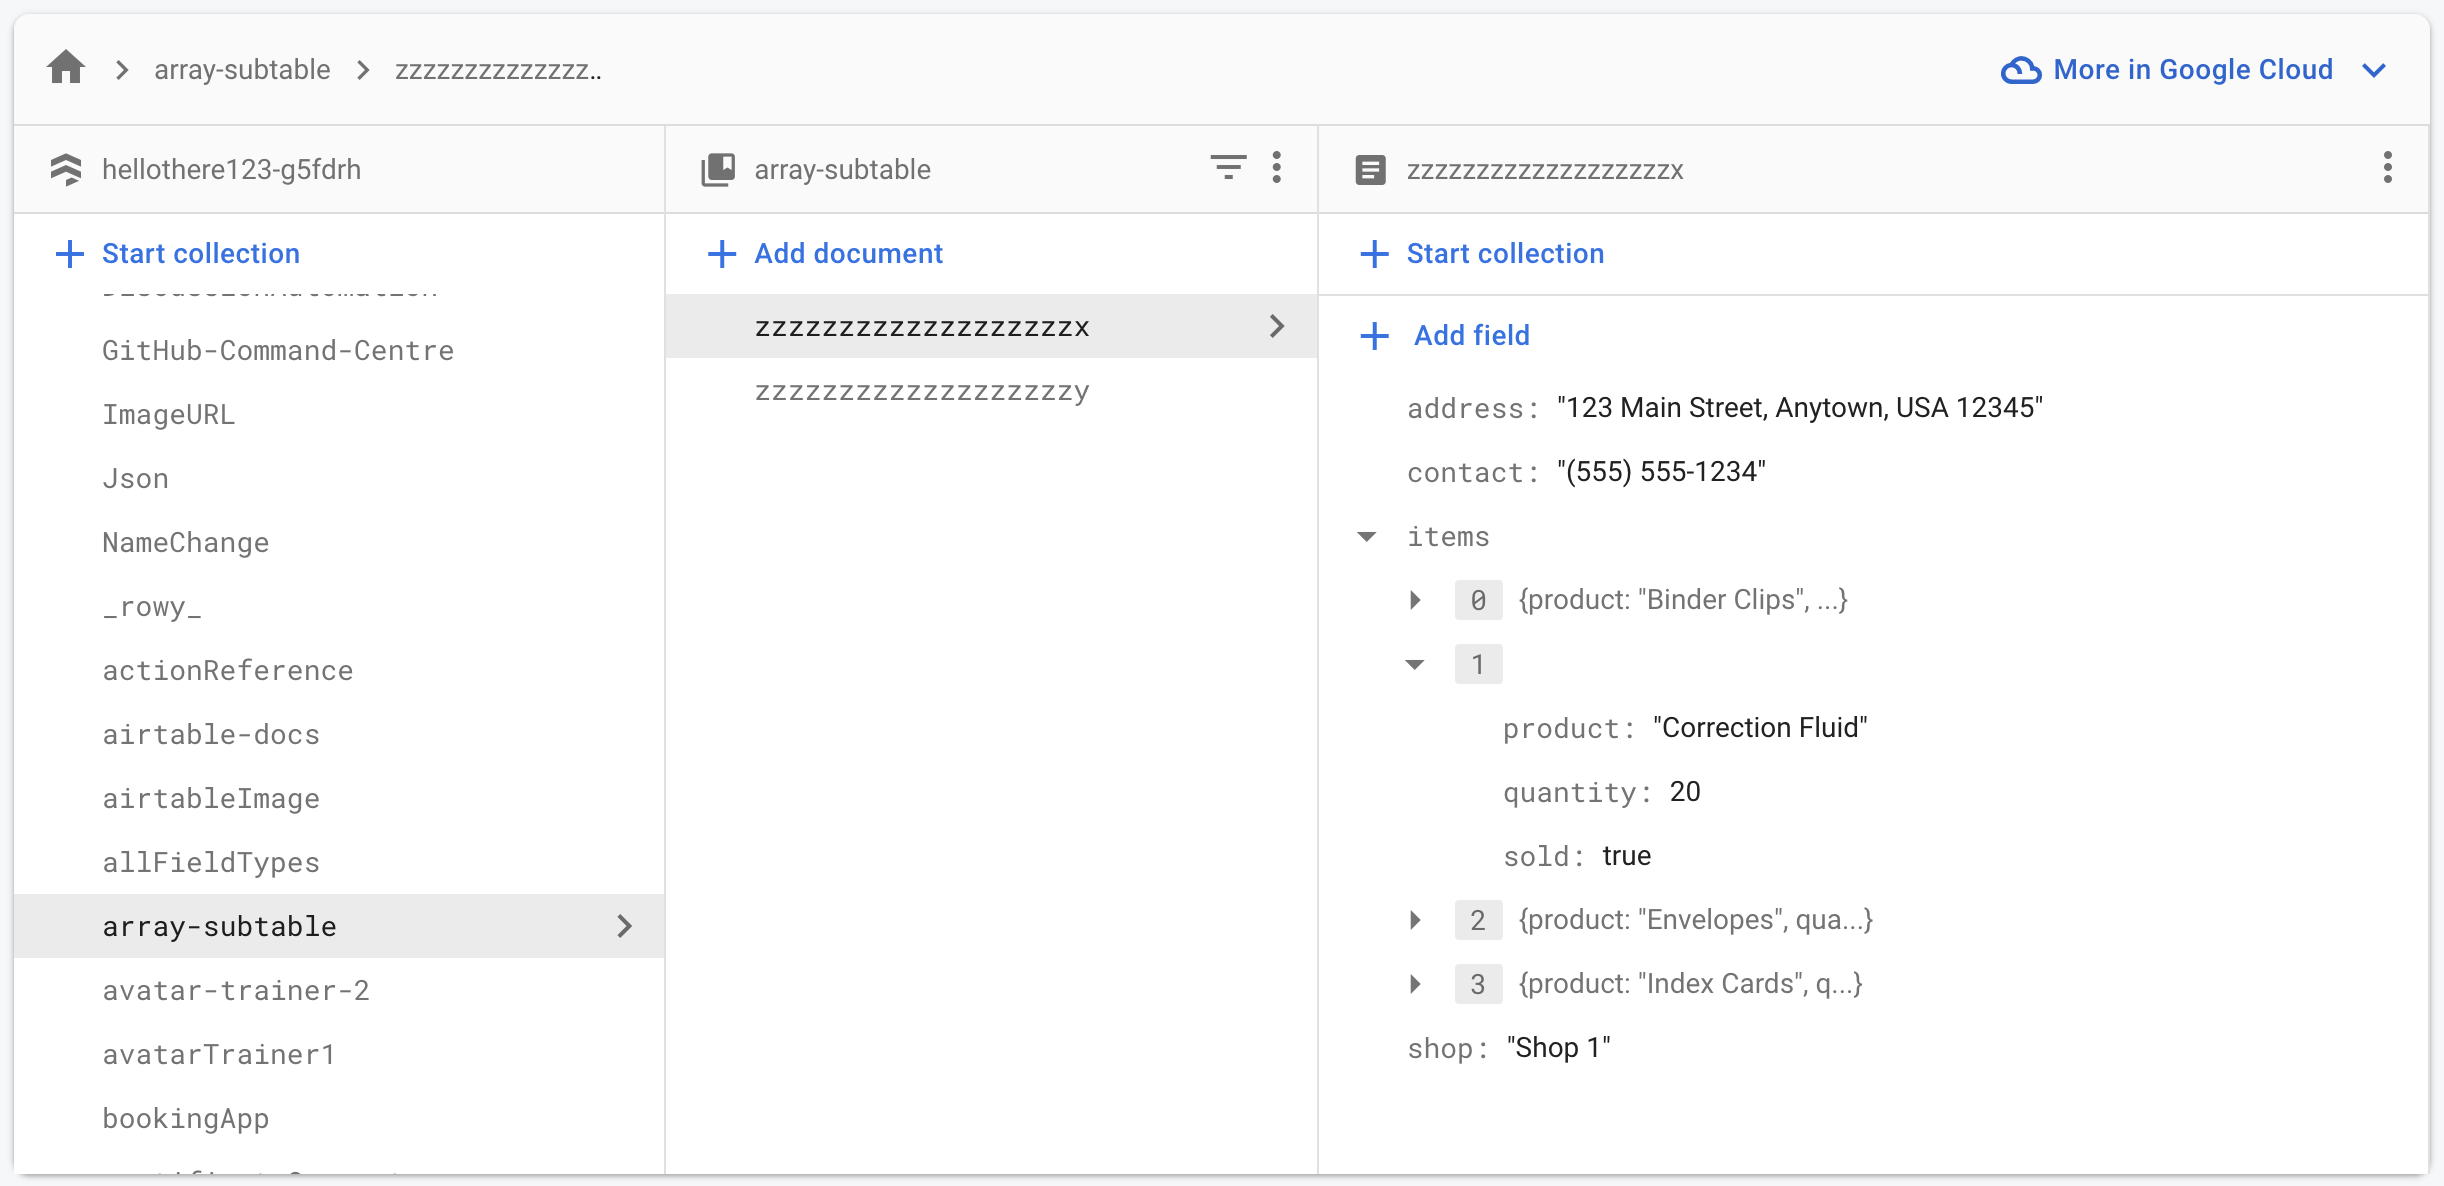 array-subtable zzzzzzzzzzzzzz..
More in Google Cloud
hellothere123-g5fdrh
Start collection
GitHub-Command-Centre
ImageURL
Json
NameChange
_rowy_
actionReference
airtable-docs
airtableImage
allFieldTypes
array-subtable
avatar-trainer-2
avatarTrainer1
bookingApp
array-subtable
Add document
zzzzzzzzzzzzzzzzzzzx
zzzzzzzzzzzzzzzzzzzy
zzzzzzzzzzzzzzzzzzzx
Start collection
Add field
address: "123 Main Street, Anytown, USA 12345"
contact: "(555) 555-1234"
items
0 {product: "Binder Clips", ...}
1
product: "Correction Fluid"
quantity: 20
sold: true
2 {product: "Envelopes", qua...}
3 {product: "Index Cards", q...}
shop: "Shop 1"